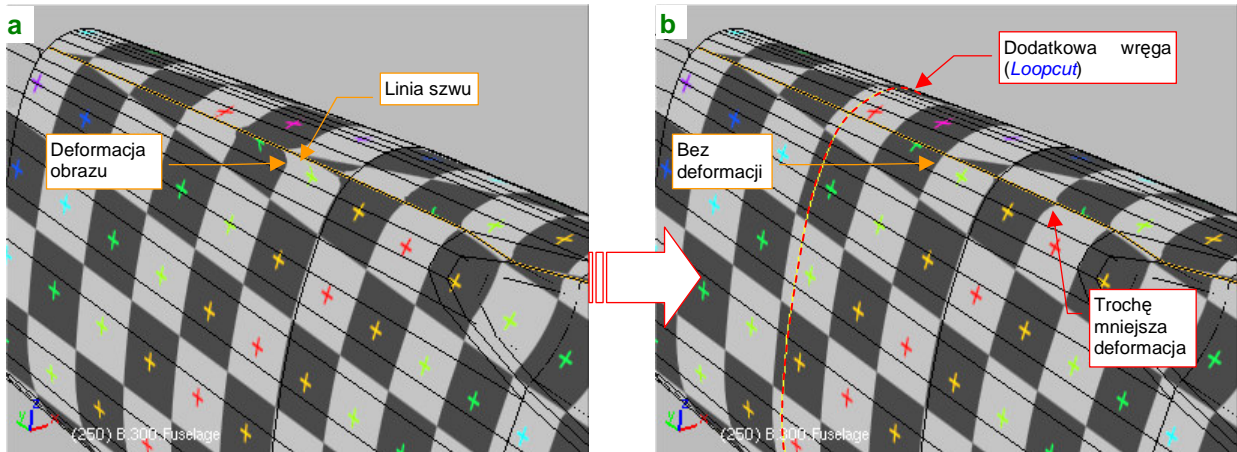 a
Linia szwu
Deformacja
obrazu
(250) B.300.Fuselage
b
Dodatkowa wręga
(Loopcut)
Bez
deformacji
Trochę
mniejsza
deformacja
(250) B.300.Fuselage